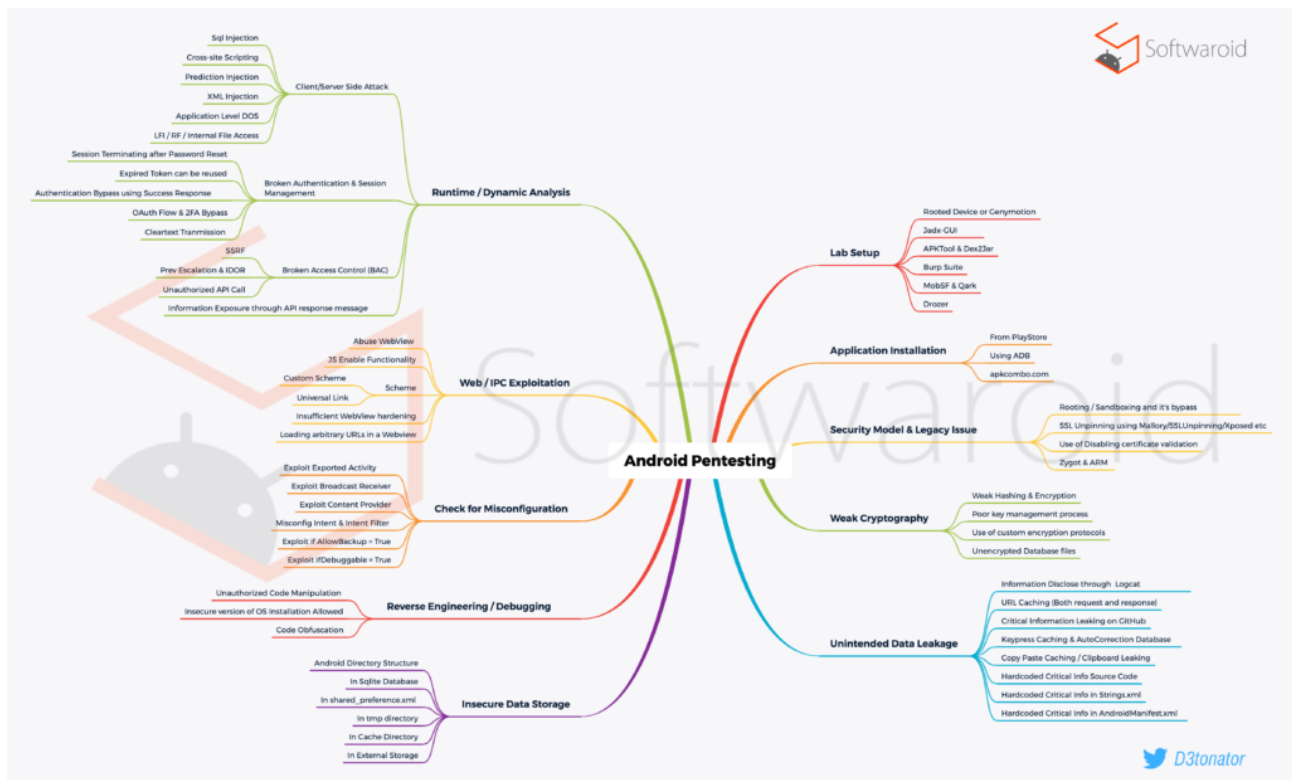 Softwaroid
Sql Injection
Cross-site Scripting
Prediction Injection
XML Injection
Application Level DOS
LFI / RF / Internal File Access
Client/Server Side Attack
Session Terminating after Password Reset
Expired Token can be reused
Authentication Bypass using Success Response
OAuth Flow & 2FA Bypass
Cleartext Tranmission
Broken Authentication & Session
Management
SSRF
Prev Escalation & IDOR
Unauthorized API Call
Broken Access Control (BAC)
Information Exposure through API response message
Runtime / Dynamic Analysis
Abuse WebView
JS Enable Functionality
Custom Scheme
Universal Link
Scheme
Insufficient WebView hardening
Loading arbitrary URLs in a Webview
Web / IPC Exploitation
Exploit Exported Activity
Exploit Broadcast Receiver
Exploit Content Provider
Misconfig Intent & Intent Filter
Exploit if AllowBackup = True
Exploit ifDebuggable = True
Check for Misconfiguration
Unauthorized Code Manipulation
Insecure version of OS Installation Allowed
Code Obfuscation
Reverse Engineering / Debugging
Android Directory Structure
In Sqlite Database
In shared_preference.xml
In tmp directory
In Cache Directory
In External Storage
Insecure Data Storage
Android Pentesting
Softwaroid
Lab Setup
Rooted Device or Genymotion
Jadx-GUI
APKTool & Dex2Jar
Burp Suite
MobSF & Qark
Drozer
Application Installation
From PlayStore
Using ADB
apkcombo.com
Security Model & Legacy Issue
Rooting / Sandboxing and it's bypass
SSL Unpinning using Mallory/SSLUnpinning/Xposed etc
Use of Disabling certificate validation
Zygot & ARM
Weak Cryptography
Weak Hashing & Encryption
Poor key management process
Use of custom encryption protocols
Unencrypted Database files
Unintended Data Leakage
Information Disclose through Logcat
URL Caching (Both request and response)
Critical Information Leaking on GitHub
Keypress Caching & AutoCorrection Database
Copy Paste Caching / Clipboard Leaking
Hardcoded Critical Info Source Code
Hardcoded Critical Info in Strings.xml
Hardcoded Critical Info in AndroidManifest.xml
D3tonator